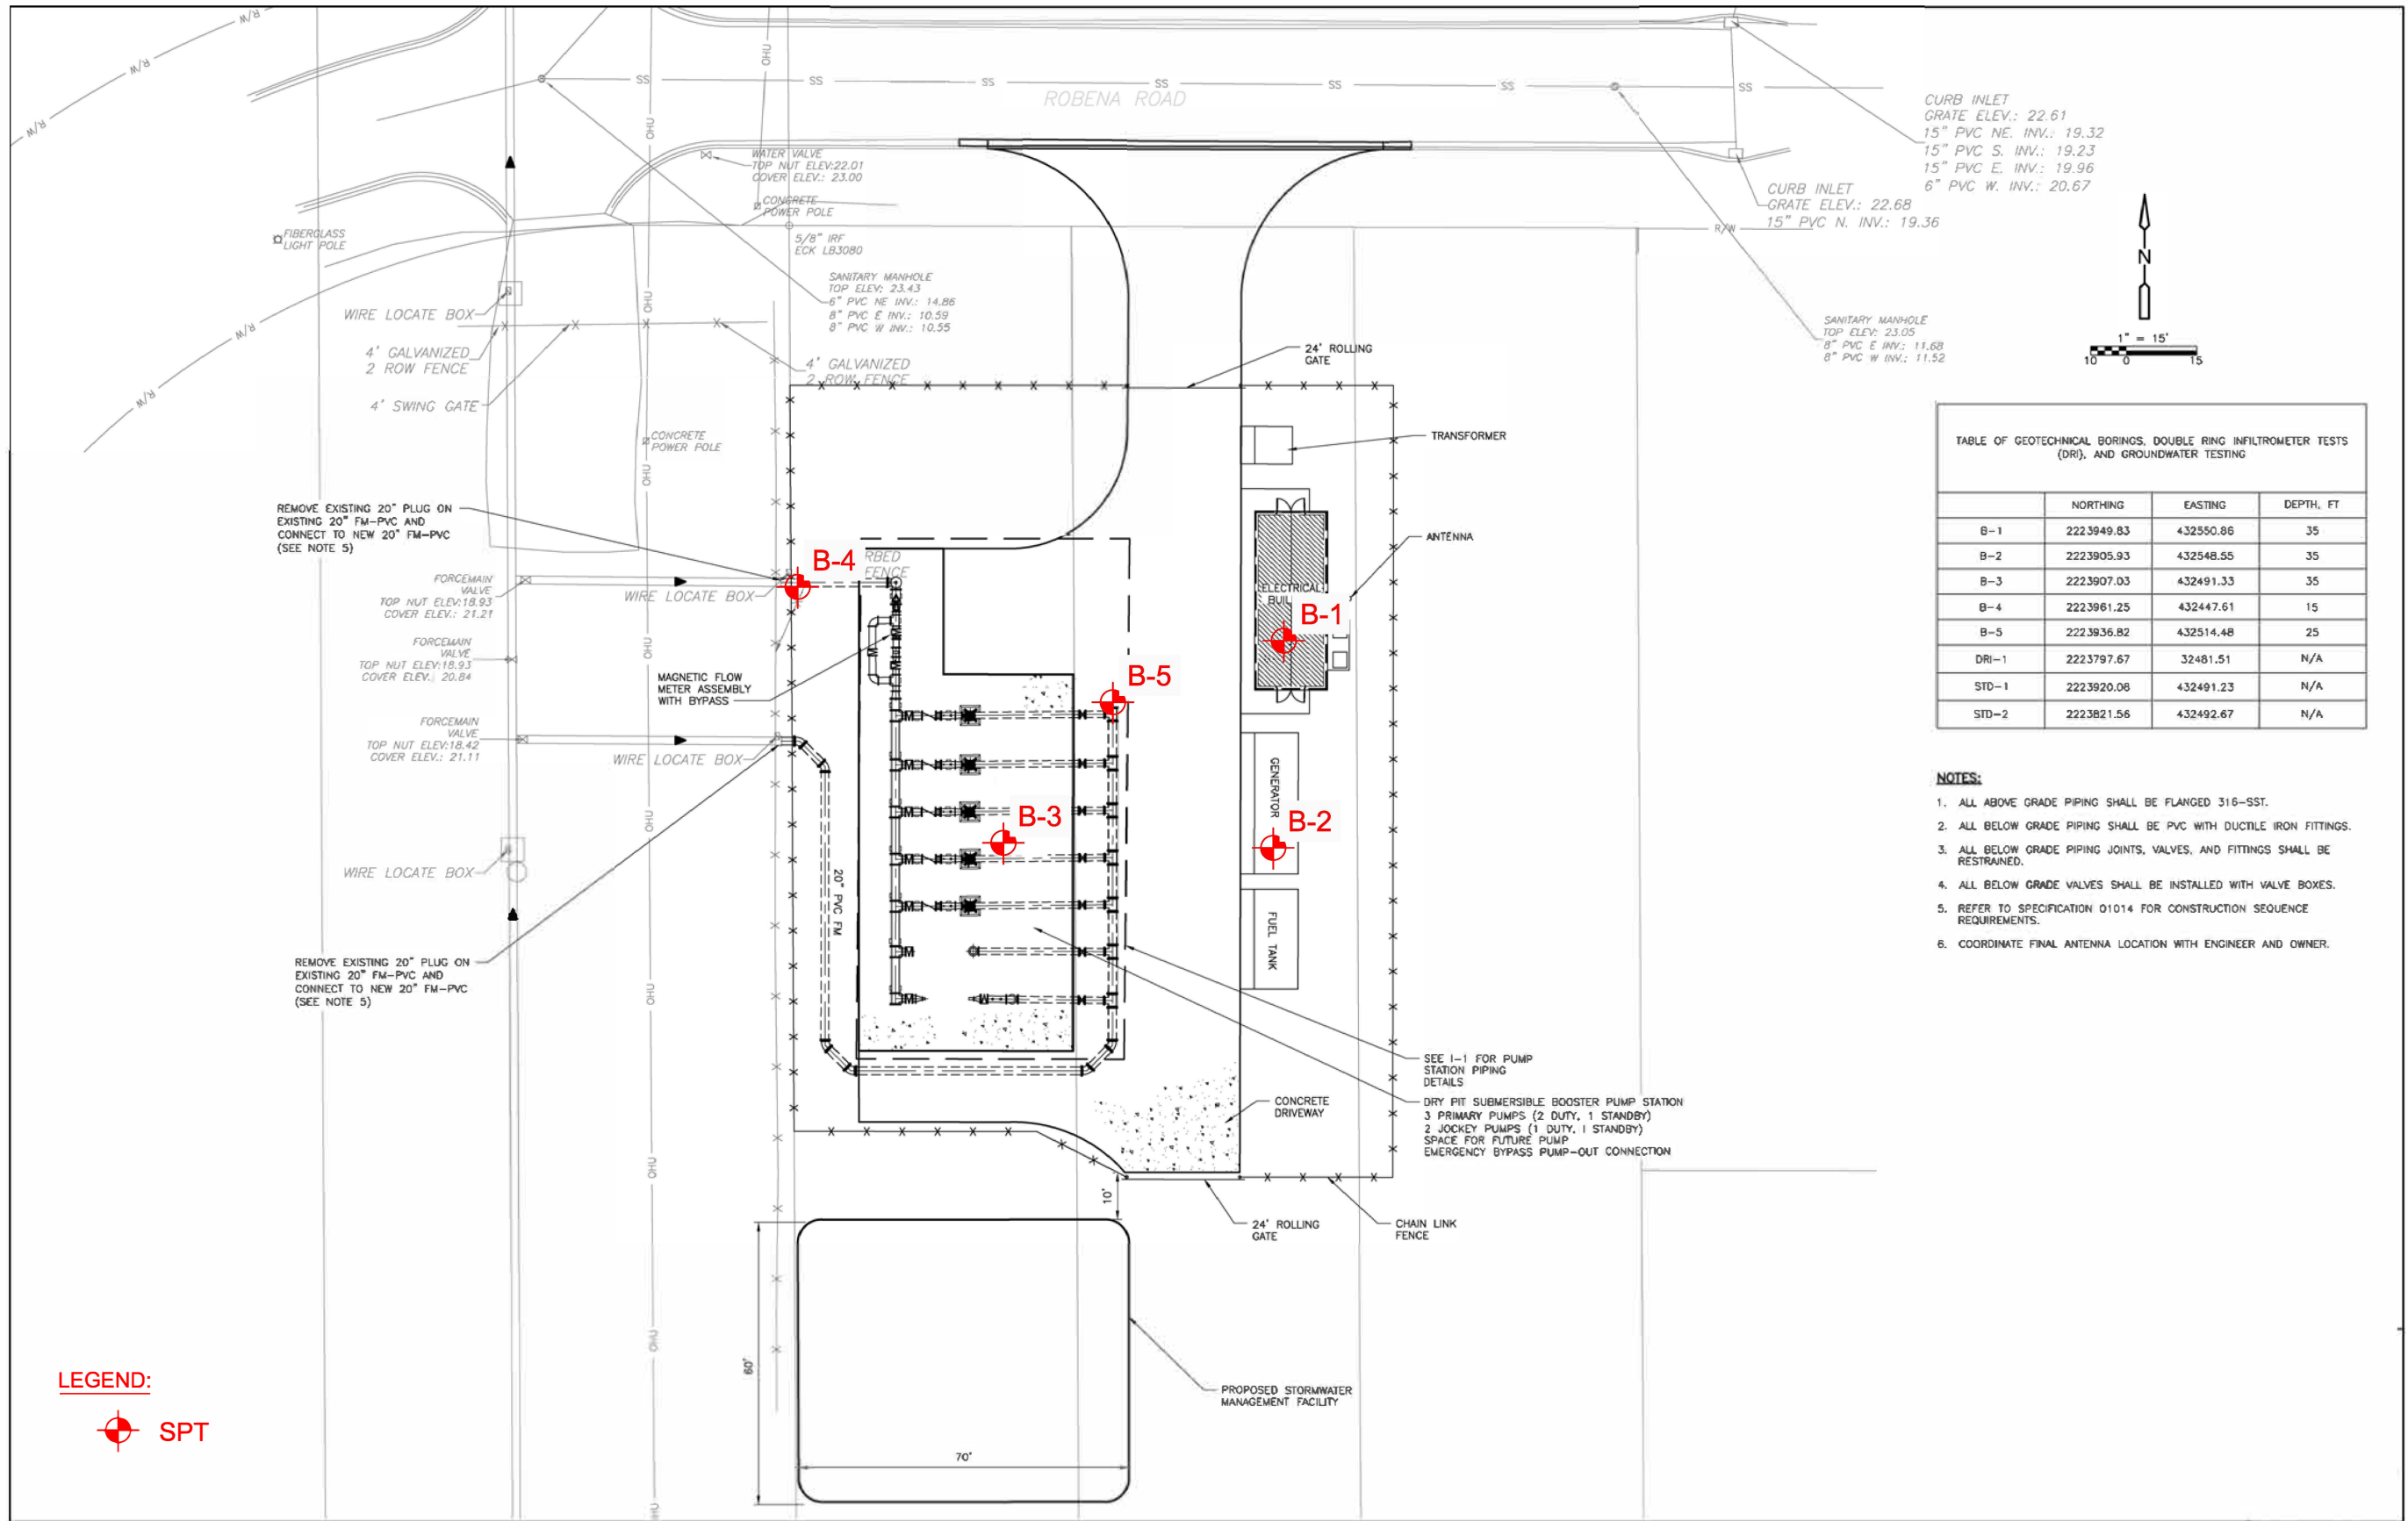 R/W
R/W
R/W
R/W
R/W
OHU
SS
SS
SS
SS
SS
SS
SS
ROBENA ROAD
OHU
WATER VALVE
TOP NUT ELEV:22.01
COVER ELEV.: 23.00
CONCRETE
POWER POLE
5/8" IRF
ECK LB3080
FIBERGLASS
LIGHT POLE
CURB INLET
GRATE ELEV.: 22.61
15" PVC NE. INV.: 19.32
15" PVC S. INV.: 19.23
15" PVC E. INV.: 19.96
6" PVC W. INV.: 20.67
CURB INLET
GRATE ELEV.: 22.68
15" PVC N. INV.: 19.36
R/W
SANITARY MANHOLE
TOP ELEV: 23.43
6" PVC NE INV.: 14.86
8" PVC E INV.: 10.59
8" PVC W INV.: 10.55
SANITARY MANHOLE
TOP ELEV: 23.05
8" PVC E INV.: 11.68
8" PVC W INV.: 11.52
N
1" = 15'
10 0 15
WIRE LOCATE BOX
OHU
4' GALVANIZED
2 ROW FENCE
4' GALVANIZED
2 ROW FENCE
4' SWING GATE
24' ROLLING
GATE
CONCRETE
POWER POLE
TRANSFORMER
OHU
REMOVE EXISTING 20" PLUG ON
EXISTING 20" FM-PVC AND
CONNECT TO NEW 20" FM-PVC
(SEE NOTE 5)
ANTENNA
B-4
RBED
FENCE
FORCEMAIN
VALVE
TOP NUT ELEV:18.93
COVER ELEV.: 21.21
WIRE LOCATE BOX
ELECTRICAL
BUIL
B-1
FORCEMAIN
VALVE
TOP NUT ELEV:18.93
COVER ELEV.: 20.84
OHU
MAGNETIC FLOW
METER ASSEMBLY
WITH BYPASS
B-5
FORCEMAIN
VALVE
TOP NUT ELEV:18.42
COVER ELEV.: 21.11
WIRE LOCATE BOX
GENERATOR
B-3
B-2
OHU
WIRE LOCATE BOX
20" PVC FM
FUEL TANK
REMOVE EXISTING 20" PLUG ON
EXISTING 20" FM-PVC AND
CONNECT TO NEW 20" FM-PVC
(SEE NOTE 5)
OHU
SEE I-1 FOR PUMP
STATION PIPING
DETAILS
DRY PIT SUBMERSIBLE BOOSTER PUMP STATION
3 PRIMARY PUMPS (2 DUTY, 1 STANDBY)
2 JOCKEY PUMPS (1 DUTY, 1 STANDBY)
SPACE FOR FUTURE PUMP
EMERGENCY BYPASS PUMP-OUT CONNECTION
CONCRETE
DRIVEWAY
OHU
10'
24' ROLLING
GATE
CHAIN LINK
FENCE
OHU
60'
PROPOSED STORMWATER
MANAGEMENT FACILITY
70'
OHU
LEGEND:
SPT
TABLE OF GEOTECHNICAL BORINGS, DOUBLE RING INFILTROMETER TESTS
(DRI), AND GROUNDWATER TESTING
NORTHING EASTING DEPTH, FT
B-1 2223949.83 432550.86 35
B-2 2223905.93 432548.55 35
B-3 2223907.03 432491.33 35
B-4 2223961.25 432447.61 15
B-5 2223936.82 432514.48 25
DRI-1 2223797.67 32481.51 N/A
STD-1 2223920.08 432491.23 N/A
STD-2 2223821.56 432492.67 N/A
NOTES:
1. ALL ABOVE GRADE PIPING SHALL BE FLANGED 316-SST.
2. ALL BELOW GRADE PIPING SHALL BE PVC WITH DUCTILE IRON FITTINGS.
3. ALL BELOW GRADE PIPING JOINTS, VALVES, AND FITTINGS SHALL BE
RESTRAINED.
4. ALL BELOW GRADE VALVES SHALL BE INSTALLED WITH VALVE BOXES.
5. REFER TO SPECIFICATION 01014 FOR CONSTRUCTION SEQUENCE
REQUIREMENTS.
6. COORDINATE FINAL ANTENNA LOCATION WITH ENGINEER AND OWNER.